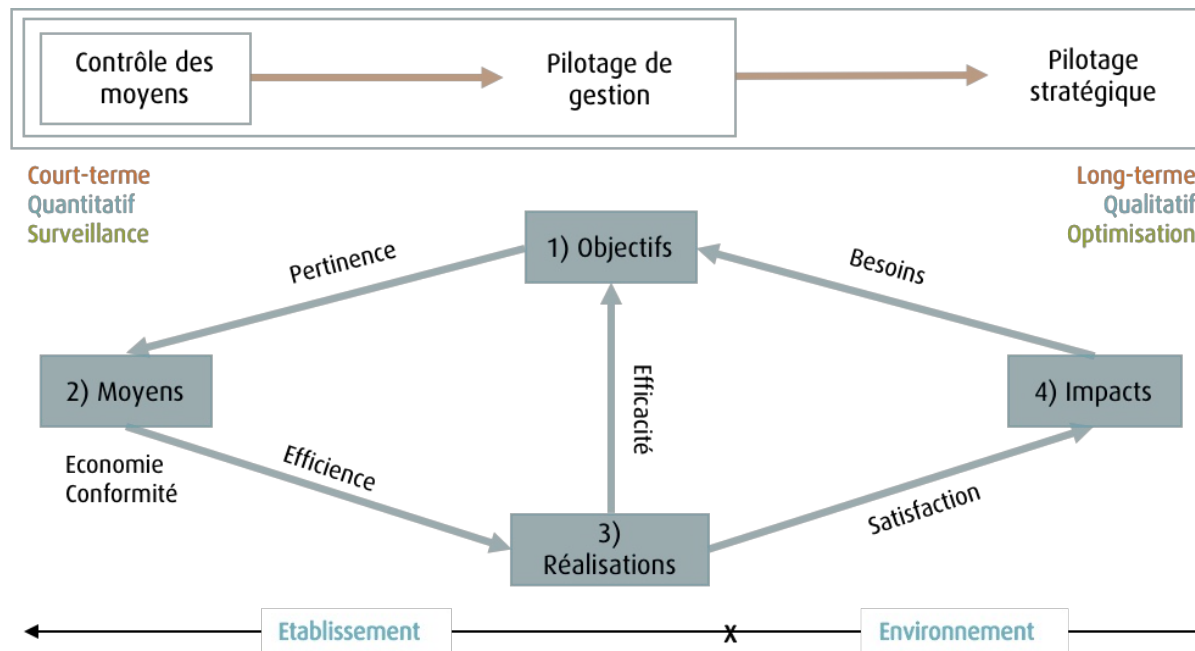 Contrôle des
moyens
Pilotage de
gestion
Pilotage
stratégique
Court-terme
Quantitatif
Surveillance
Long-terme
Qualitatif
Optimisation
1) Objectifs
Pertinence
Besoins
2) Moyens
Efficacité
4) Impacts
Economie
Conformité
Efficience
Satisfaction
3)
Réalisations
Etablissement
X
Environnement